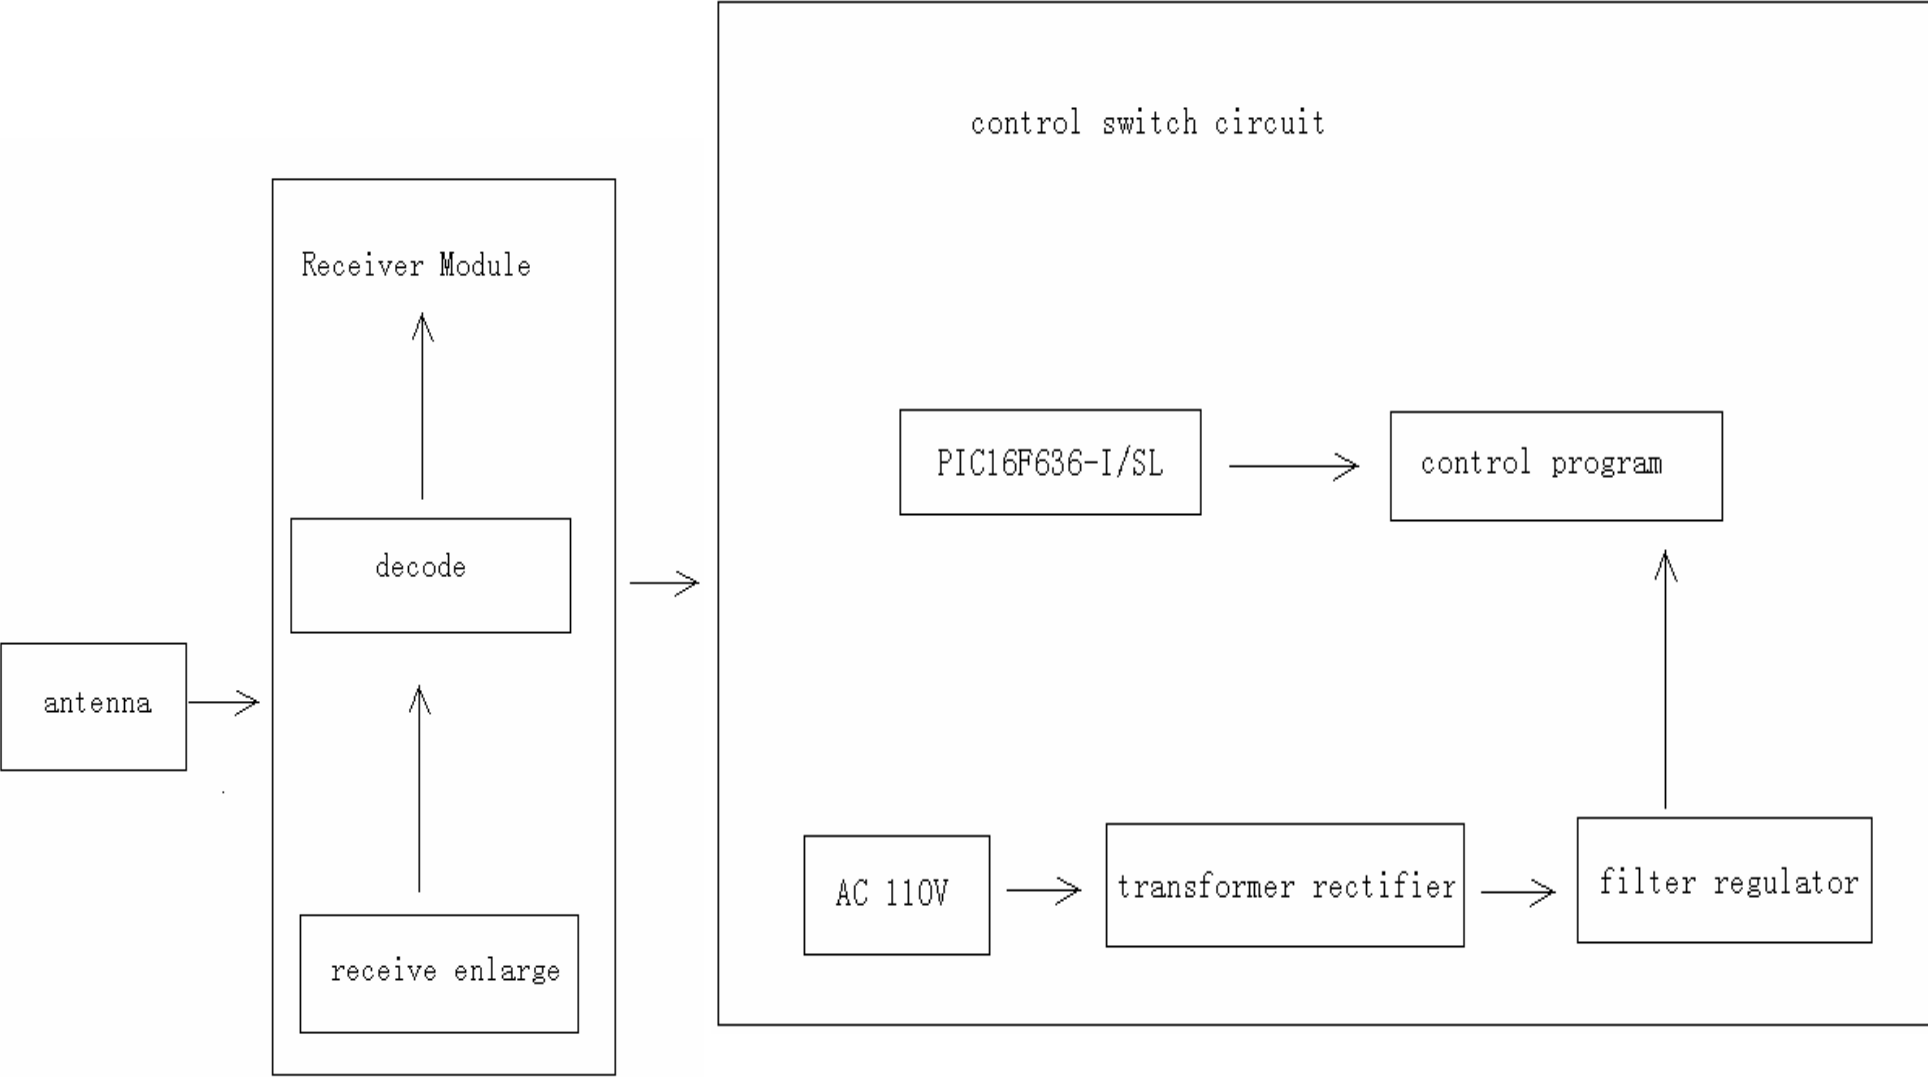 control switch circuit
Receiver Module
PIC16F636-I/SL
control program
decode
antenna
AC 110V
transformer rectifier
filter regulator
receive enlarge